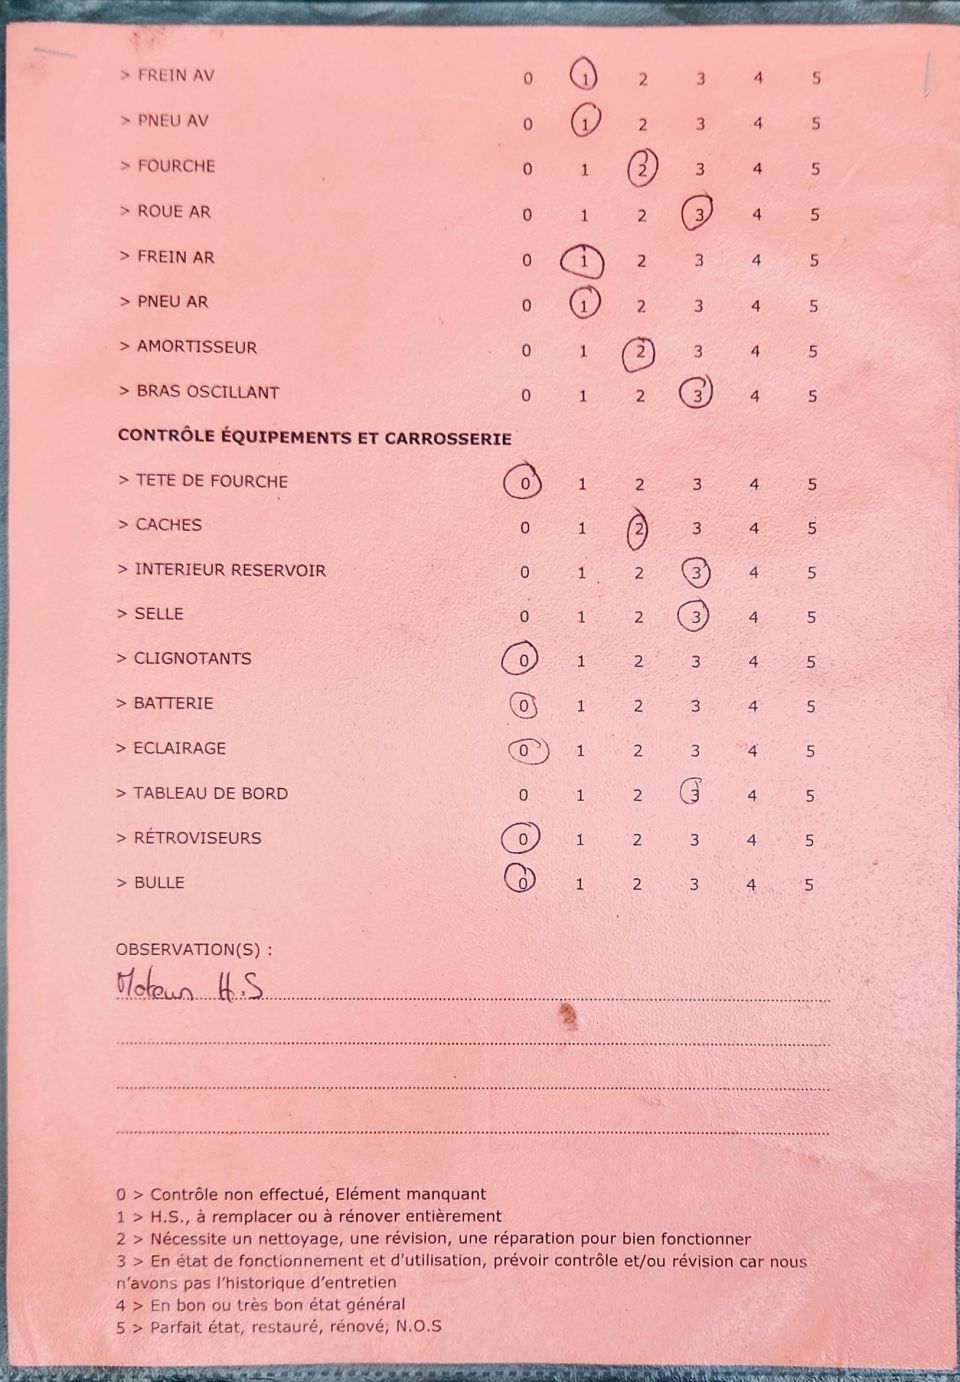 > FREIN AV 0 1 2 3 4 5
> PNEU AV 0 1 2 3 4 5
> FOURCHE 0 1 2 3 4 5
> ROUE AR 0 1 2 3 4 5
> FREIN AR 0 1 2 3 4 5
> PNEU AR 0 1 2 3 4 5
> AMORTISSEUR 0 1 2 3 4 5
> BRAS OSCILLANT 0 1 2 3 4 5
CONTRÔLE ÉQUIPEMENTS ET CARROSSERIE
> TETE DE FOURCHE 0 1 2 3 4 5
> CACHES 0 1 2 3 4 5
> INTERIEUR RESERVOIR 0 1 2 3 4 5
> SELLE 0 1 2 3 4 5
> CLIGNOTANTS 0 1 2 3 4 5
> BATTERIE 0 1 2 3 4 5
> ECLAIRAGE 0 1 2 3 4 5
> TABLEAU DE BORD 0 1 2 3 4 5
> RÉTROVISEURS 0 1 2 3 4 5
> BULLE 0 1 2 3 4 5
OBSERVATION(S) :
Moteur H.S
0 > Contrôle non effectué, Elément manquant
1 > H.S., à remplacer ou à rénover entièrement
2 > Nécessite un nettoyage, une révision, une réparation pour bien fonctionner
3 > En état de fonctionnement et d'utilisation, prévoir contrôle et/ou révision car nous
n'avons pas l'historique d'entretien
4 > En bon ou très bon état général
5 > Parfait état, restauré, rénové, N.O.S